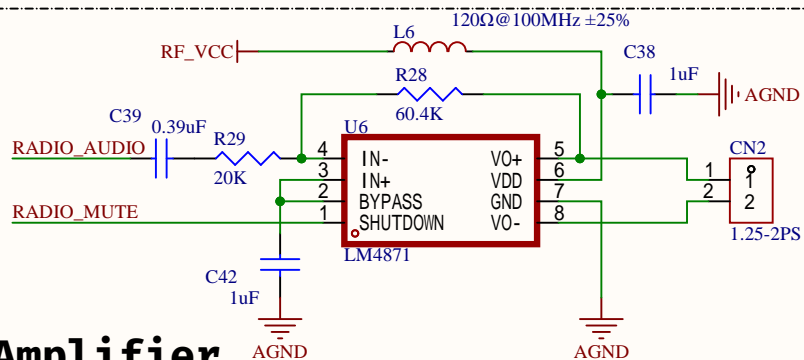 120Ω@100MHz ±25%
L6
RF_VCC
C38
1uF
AGND
R28
60.4K
C39
0.39uF
R29
20K
RADIO_AUDIO
RADIO_MUTE
U6
4 IN- VO+ 5
3 IN+ VDD 6
2 BYPASS GND 7
1 SHUTDOWN VO- 8
LM4871
CN2
1 1
2 2
1.25-2PS
C42
1uF
AGND
AGND
Amplifier